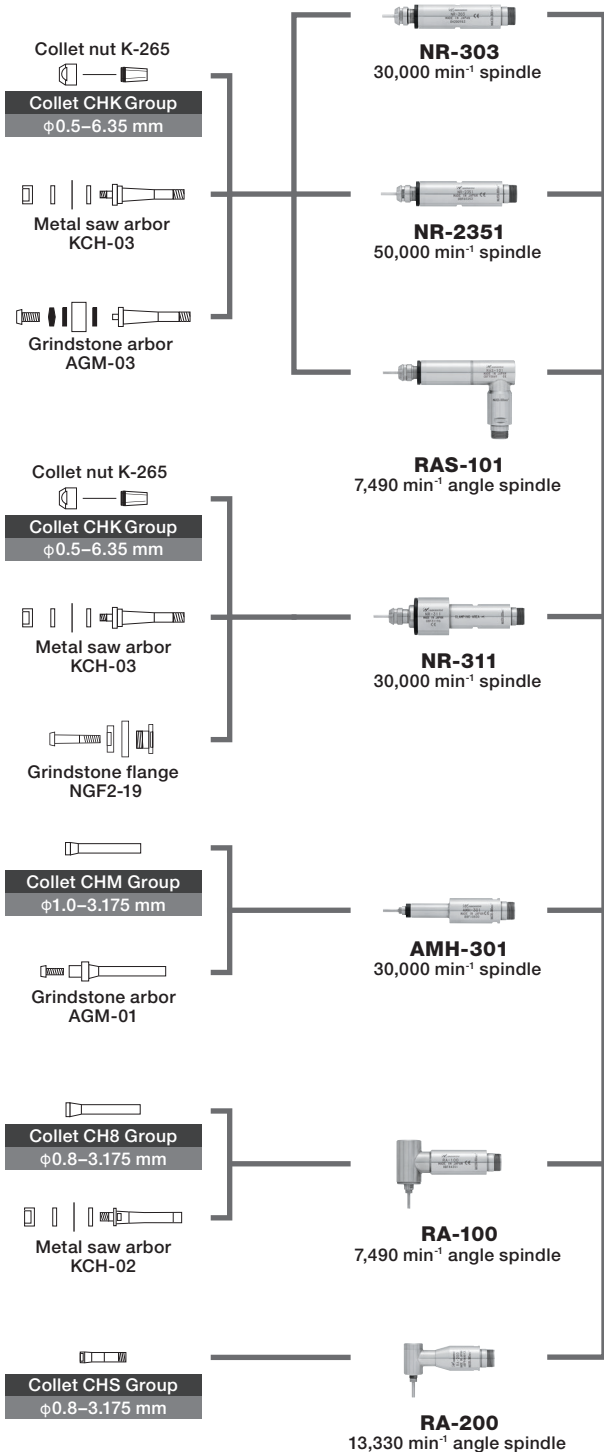 Collet nut K-265
Collet CHK Group
φ0.5–6.35 mm
Metal saw arbor
KCH-03
Grindstone arbor
AGM-03
NR-303
30,000 min⁻¹ spindle
NR-2351
50,000 min⁻¹ spindle
RAS-101
7,490 min⁻¹ angle spindle
Collet nut K-265
Collet CHK Group
φ0.5–6.35 mm
Metal saw arbor
KCH-03
Grindstone flange
NGF2-19
NR-311
30,000 min⁻¹ spindle
Collet CHM Group
φ1.0–3.175 mm
Grindstone arbor
AGM-01
AMH-301
30,000 min⁻¹ spindle
Collet CH8 Group
φ0.8–3.175 mm
Metal saw arbor
KCH-02
RA-100
7,490 min⁻¹ angle spindle
Collet CHS Group
φ0.8–3.175 mm
RA-200
13,330 min⁻¹ angle spindle